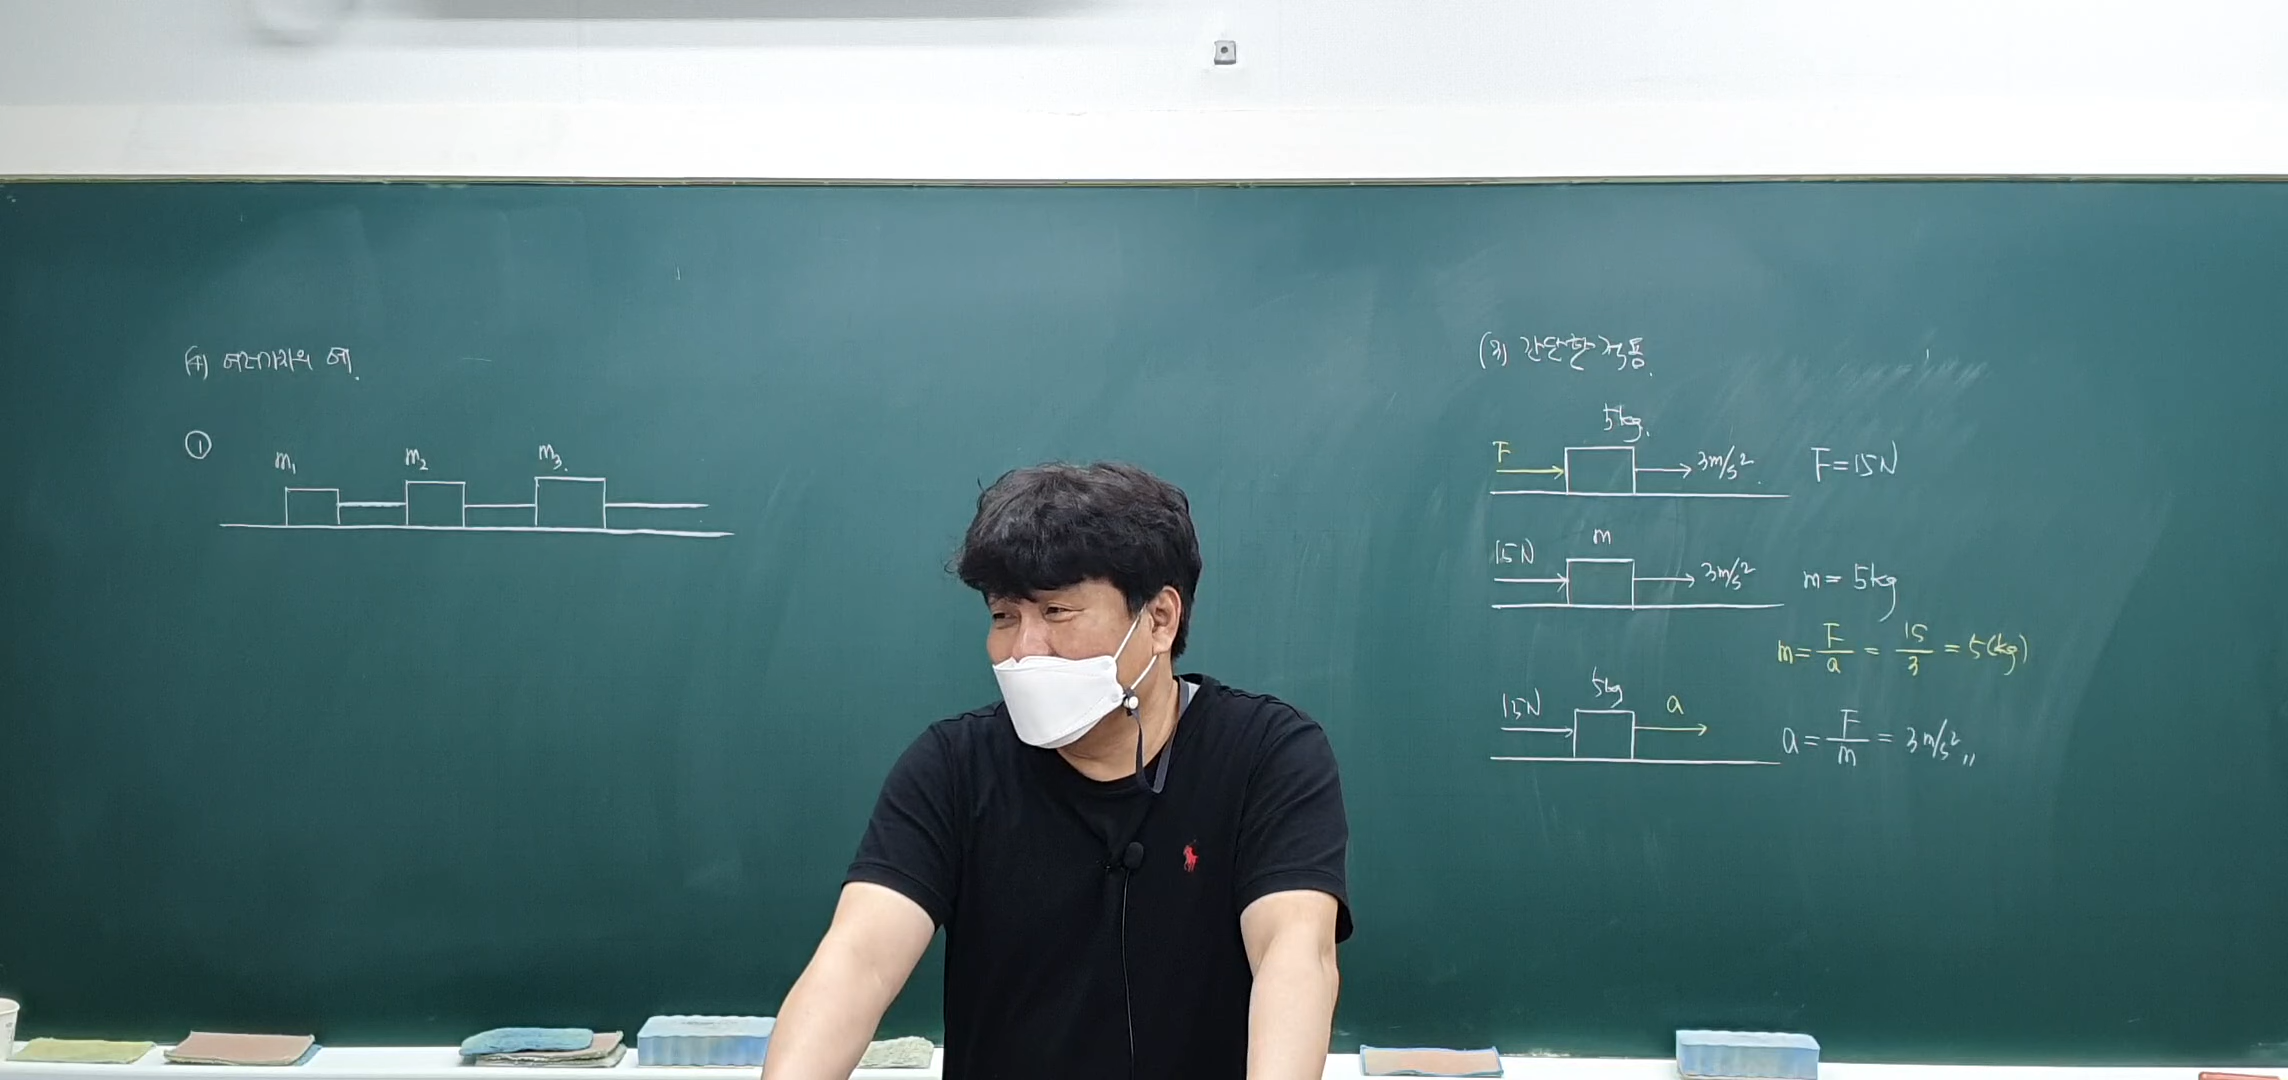 (4) 여러가지의 예.
①
m₁ m₂ m₃.
(3) 간단한 적용.
5kg.
F 3m/s². F=15N
m
15N 3m/s² m= 5kg
m= F/a = 15/3 = 5(kg)
5kg
15N a a= F/m = 3m/s²〃